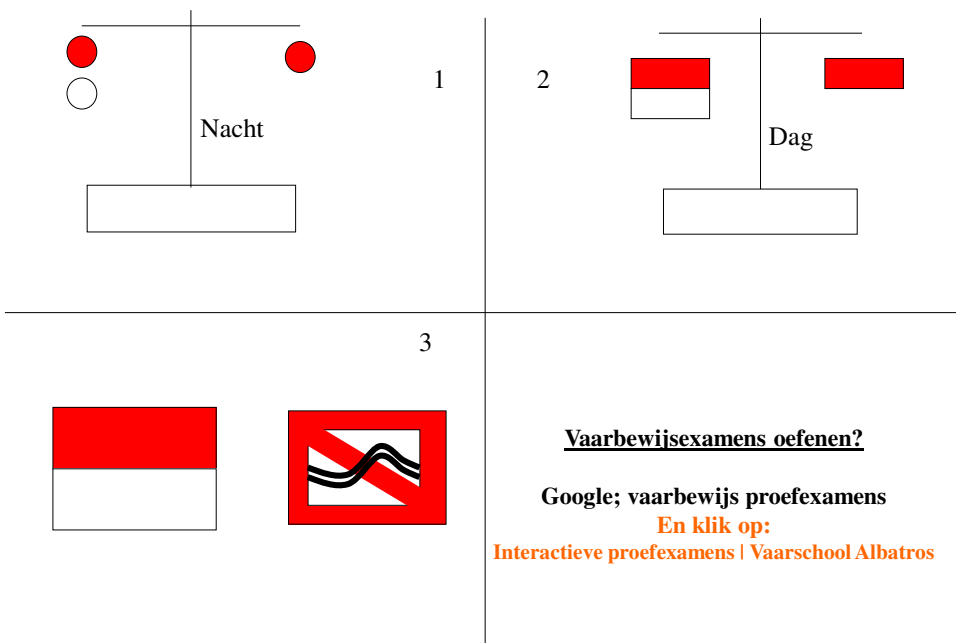 1
Nacht
2
Dag
3
Vaarbewijsexamens oefenen?
Google; vaarbewijs proefexamens
En klik op:
Interactieve proefexamens | Vaarschool Albatros